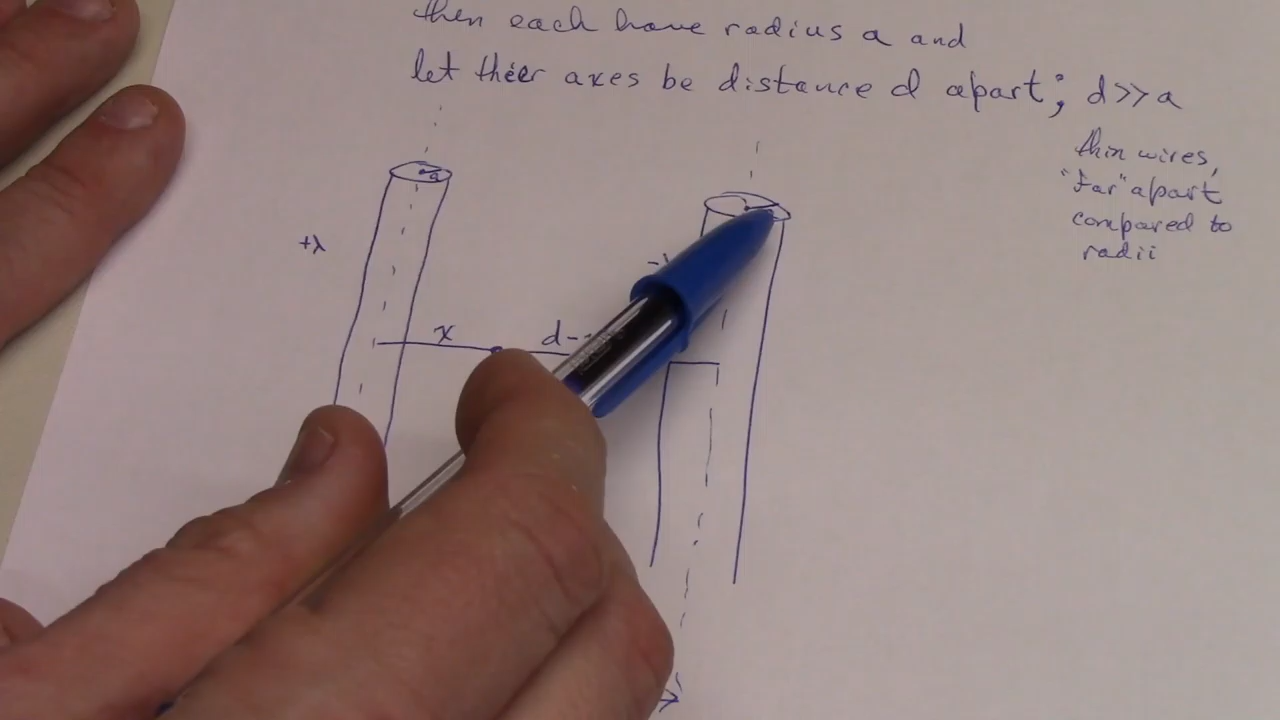 then each have radius a and
let their axes be distance d apart; d>>a
thin wires,
"far" apart
compared to
radii
a
+λ
-λ
x
d-